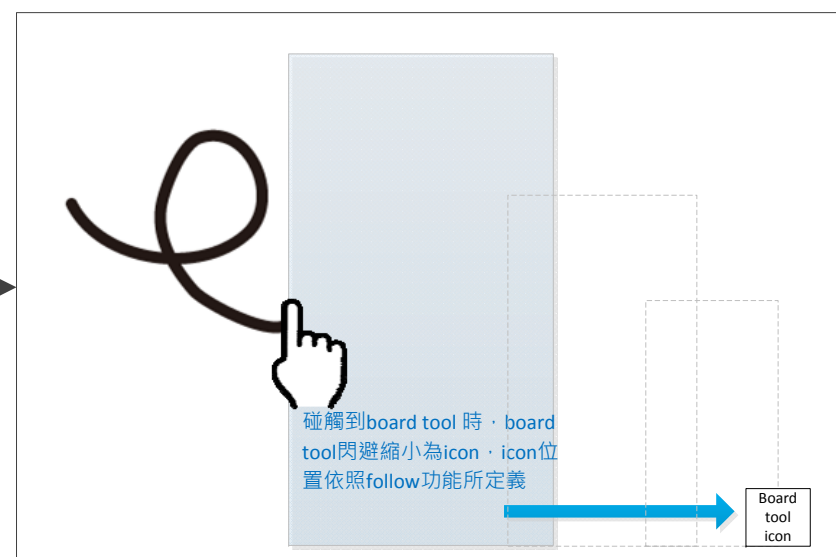 碰觸到board tool 時，board
tool閃避縮小為icon，icon位
置依照follow功能所定義
Board
tool
icon